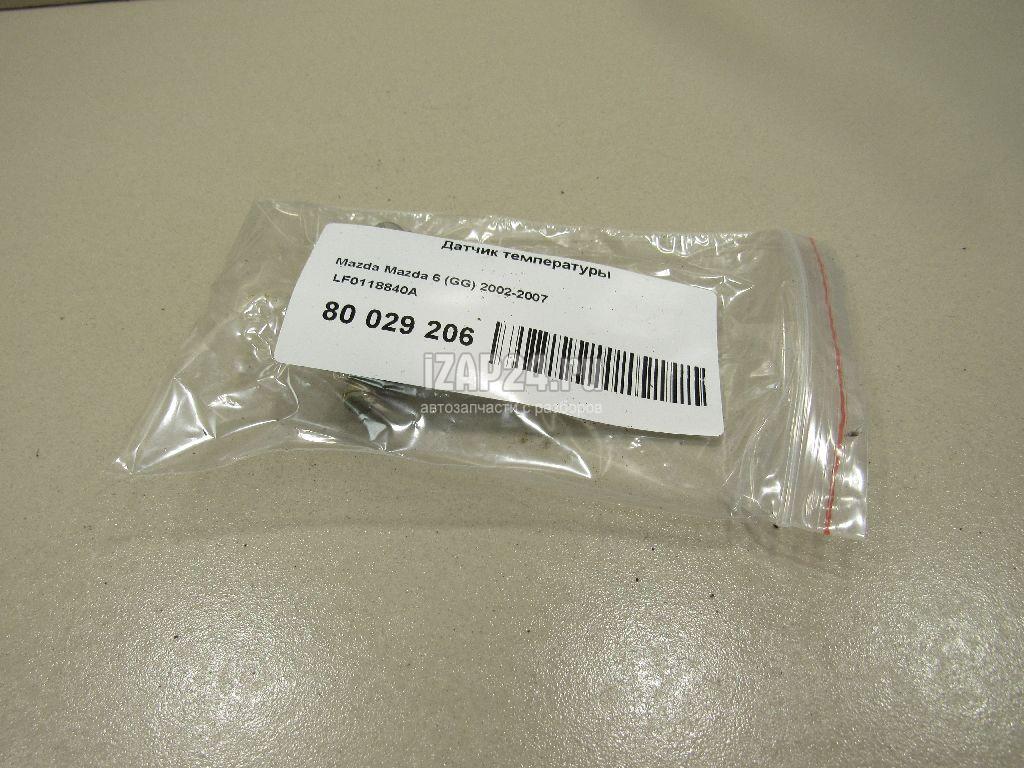 Датчик температуры
Mazda Mazda 6 (GG) 2002-2007
LF0118840A
80 029 206
iZAP24.ru
автозапчасти с разборов